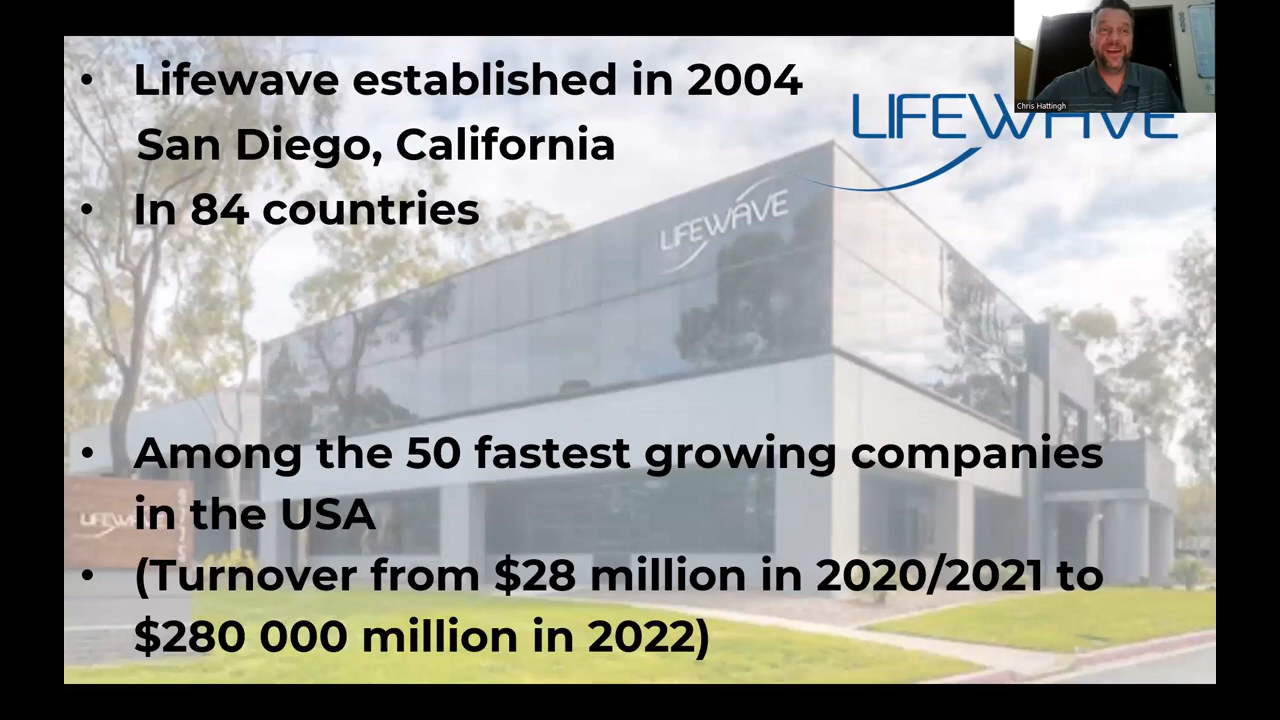 • Lifewave established in 2004
San Diego, California
• In 84 countries
LIFEWAVE
Chris Hattingh
LIFEWAVE
• Among the 50 fastest growing companies
in the USA
• (Turnover from $28 million in 2020/2021 to
$280 000 million in 2022)